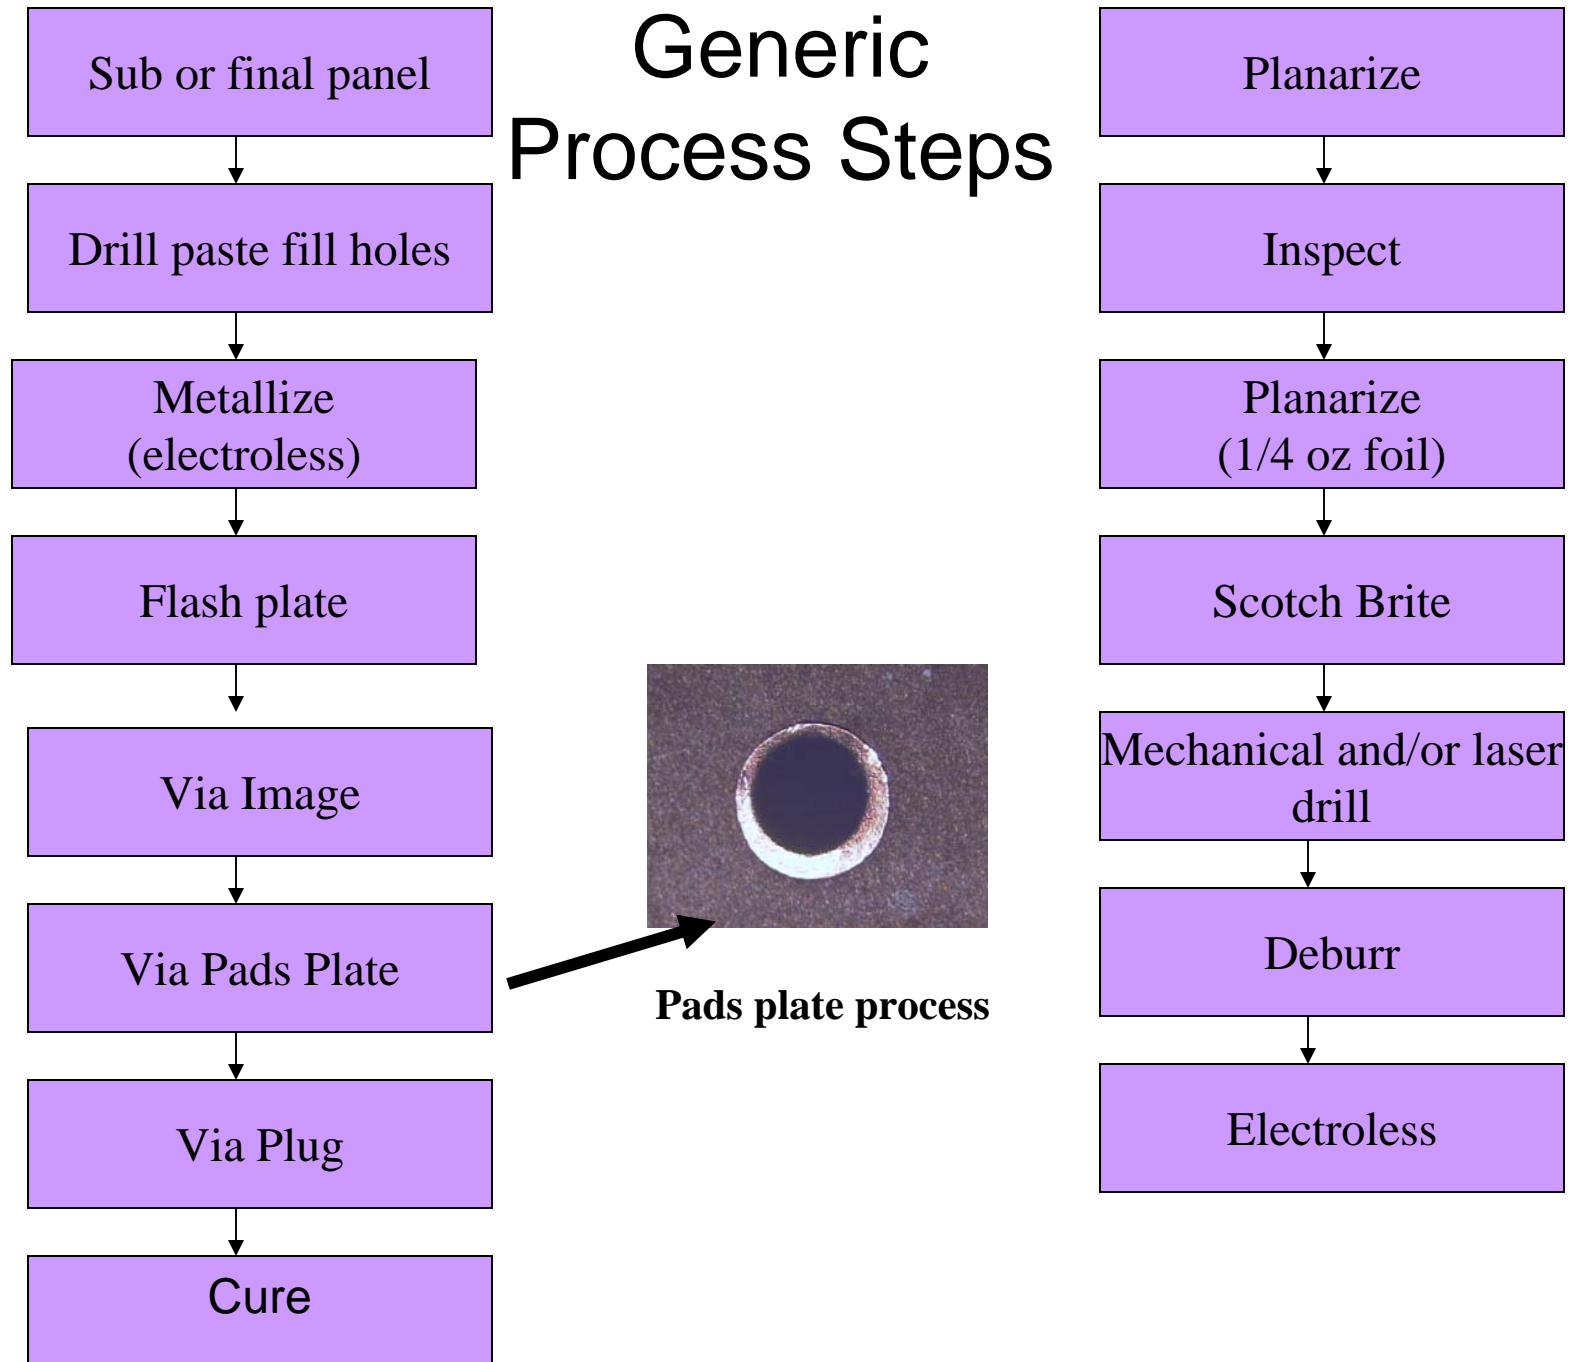 Generic
Process Steps
Sub or final panel
Drill paste fill holes
Metallize
(electroless)
Flash plate
Via Image
Via Pads Plate
Via Plug
Cure
Pads plate process
Planarize
Inspect
Planarize
(1/4 oz foil)
Scotch Brite
Mechanical and/or laser
drill
Deburr
Electroless